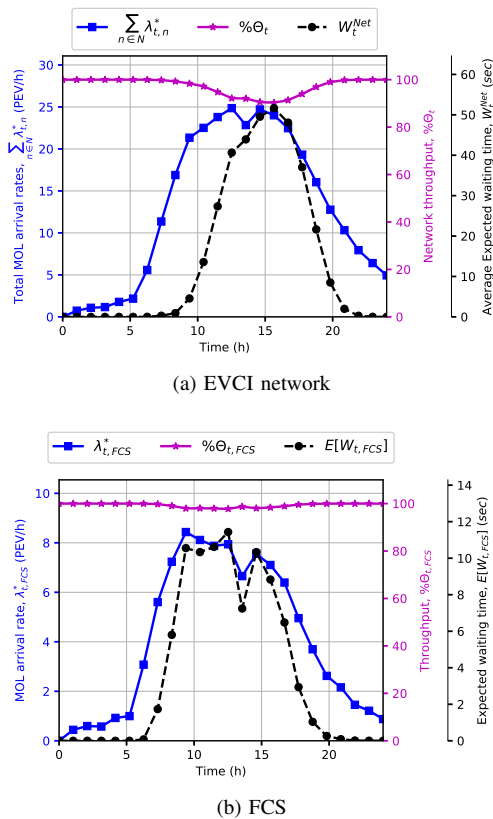 ∑_{n∈N} λ*_{t,n} %Θ_t W_t^{Net}
Total MOL arrival rates, ∑_{n∈N} λ*_{t,n} (PEV/h)
30
25
20
15
10
5
0
Network throughput, %Θ_t
100
80
60
40
20
0
Average Expected waiting time, W_t^{Net} (sec)
60
50
40
30
20
10
0
0 5 10 15 20
Time (h)
(a) EVCI network
λ*_{t,FCS} %Θ_{t,FCS} E[W_{t,FCS}]
MOL arrival rate, λ*_{t,FCS} (PEV/h)
10
8
6
4
2
0
Throughput, %Θ_{t,FCS}
100
80
60
40
20
0
Expected waiting time, E[W_{t,FCS}] (sec)
14
12
10
8
6
4
2
0
0 5 10 15 20
Time (h)
(b) FCS